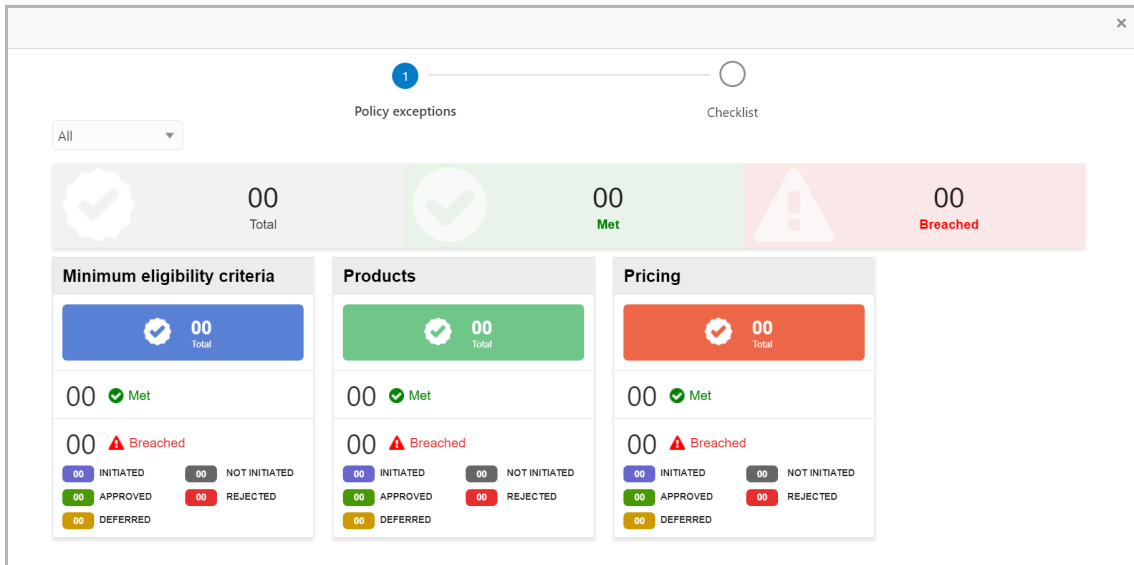 ×
1
Policy exceptions
Checklist
All
00
Total
00
Met
00
Breached
Minimum eligibility criteria
00
Total
00 Met
00 Breached
00 INITIATED 00 NOT INITIATED
00 APPROVED 00 REJECTED
00 DEFERRED
Products
00
Total
00 Met
00 Breached
00 INITIATED 00 NOT INITIATED
00 APPROVED 00 REJECTED
00 DEFERRED
Pricing
00
Total
00 Met
00 Breached
00 INITIATED 00 NOT INITIATED
00 APPROVED 00 REJECTED
00 DEFERRED